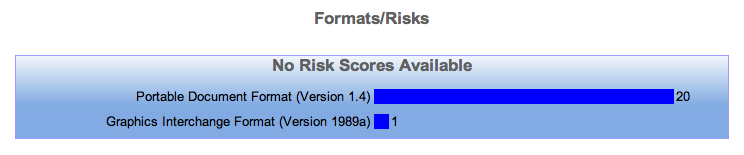 Formats/Risks
No Risk Scores Available
Portable Document Format (Version 1.4) 20
Graphics Interchange Format (Version 1989a) 1